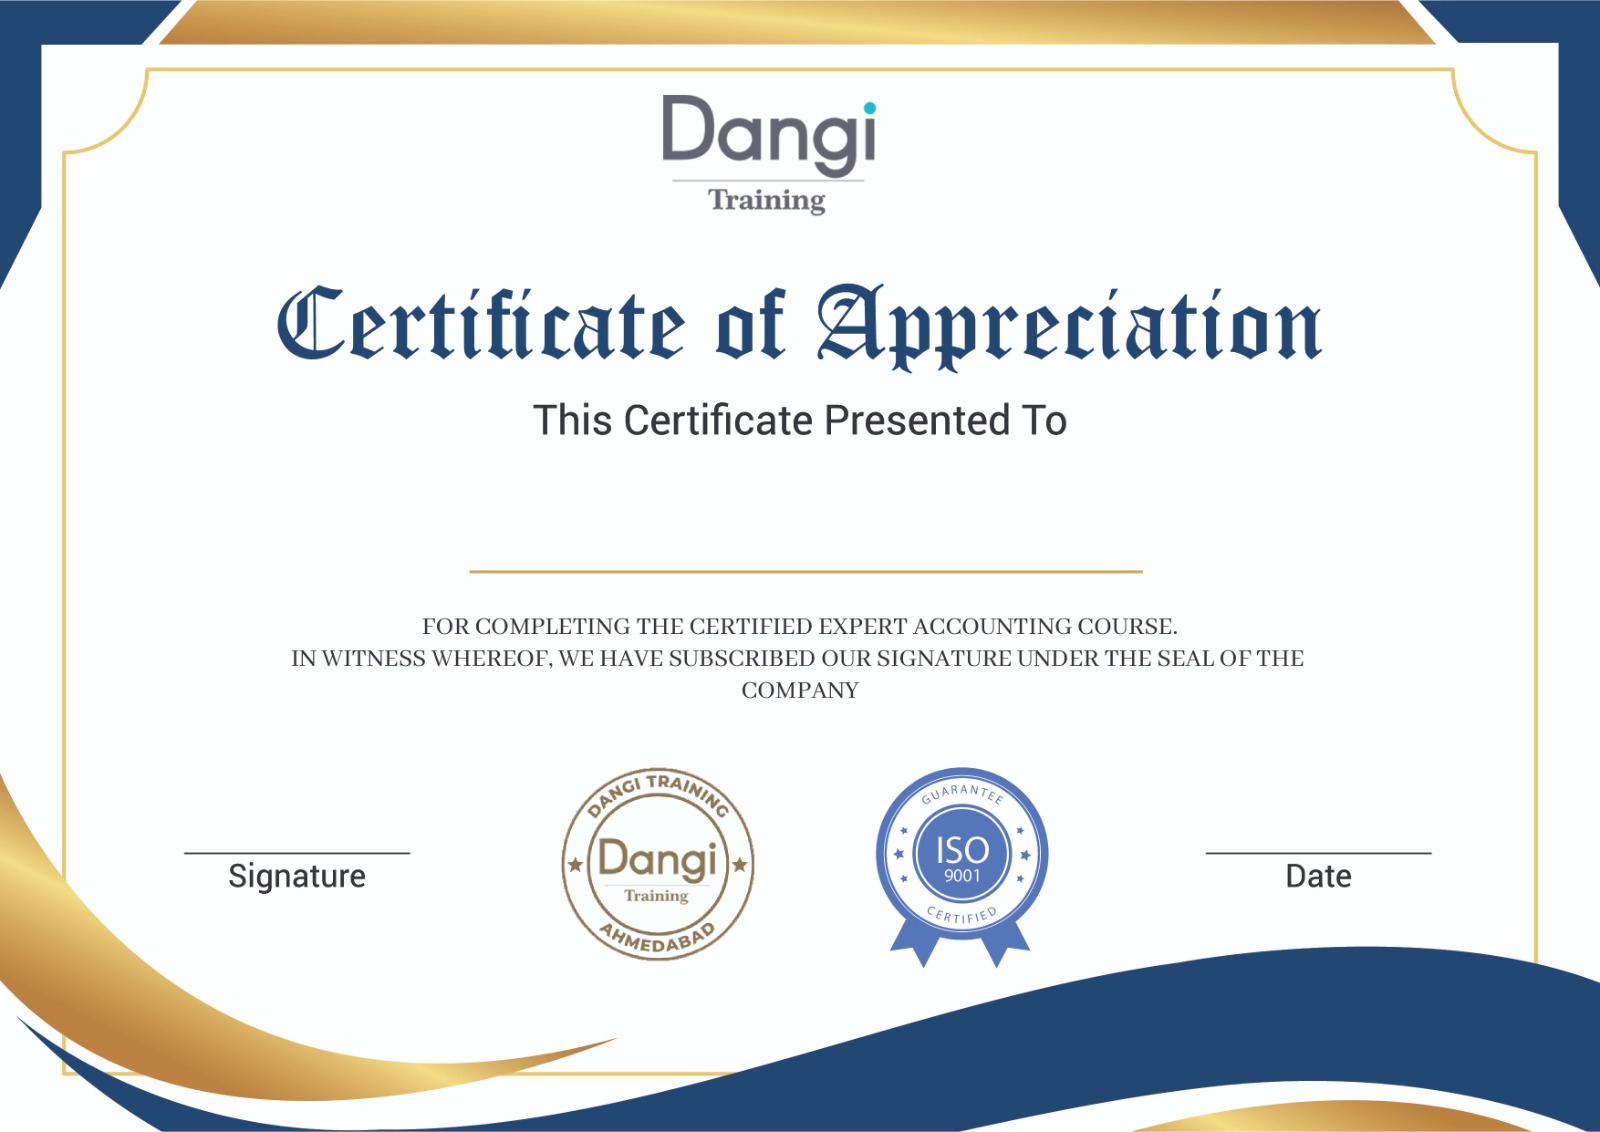 Dangi
Training
Certificate of Appreciation
This Certificate Presented To
FOR COMPLETING THE CERTIFIED EXPERT ACCOUNTING COURSE.
IN WITNESS WHEREOF, WE HAVE SUBSCRIBED OUR SIGNATURE UNDER THE SEAL OF THE
COMPANY
Signature
DANGI TRAINING
Dangi
Training
AHMEDABAD
GUARANTEE
ISO
9001
CERTIFIED
Date